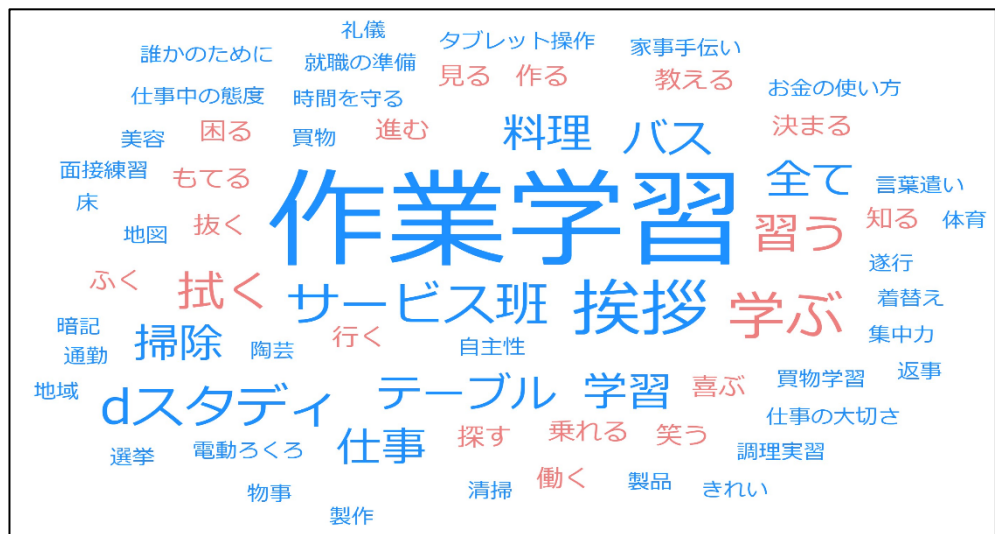 礼儀
誰かのために
就職の準備
タブレット操作
家事手伝い
見る
作る
教える
お金の使い方
仕事中の態度
時間を守る
美容
困る
買物
進む
料理
バス
決まる
面接練習
もてる
全て
言葉遣い
床
作業学習
地図
抜く
習う
知る
体育
ふく
拭く
サービス班
挨拶
学ぶ
遂行
着替え
暗記
通勤
掃除
陶芸
行く
自主性
集中力
返事
地域
dスタディ
テーブル
学習
喜ぶ
買物学習
仕事の大切さ
選挙
電動ろくろ
仕事
探す
乗れる
笑う
調理実習
物事
清掃
働く
製品
きれい
製作